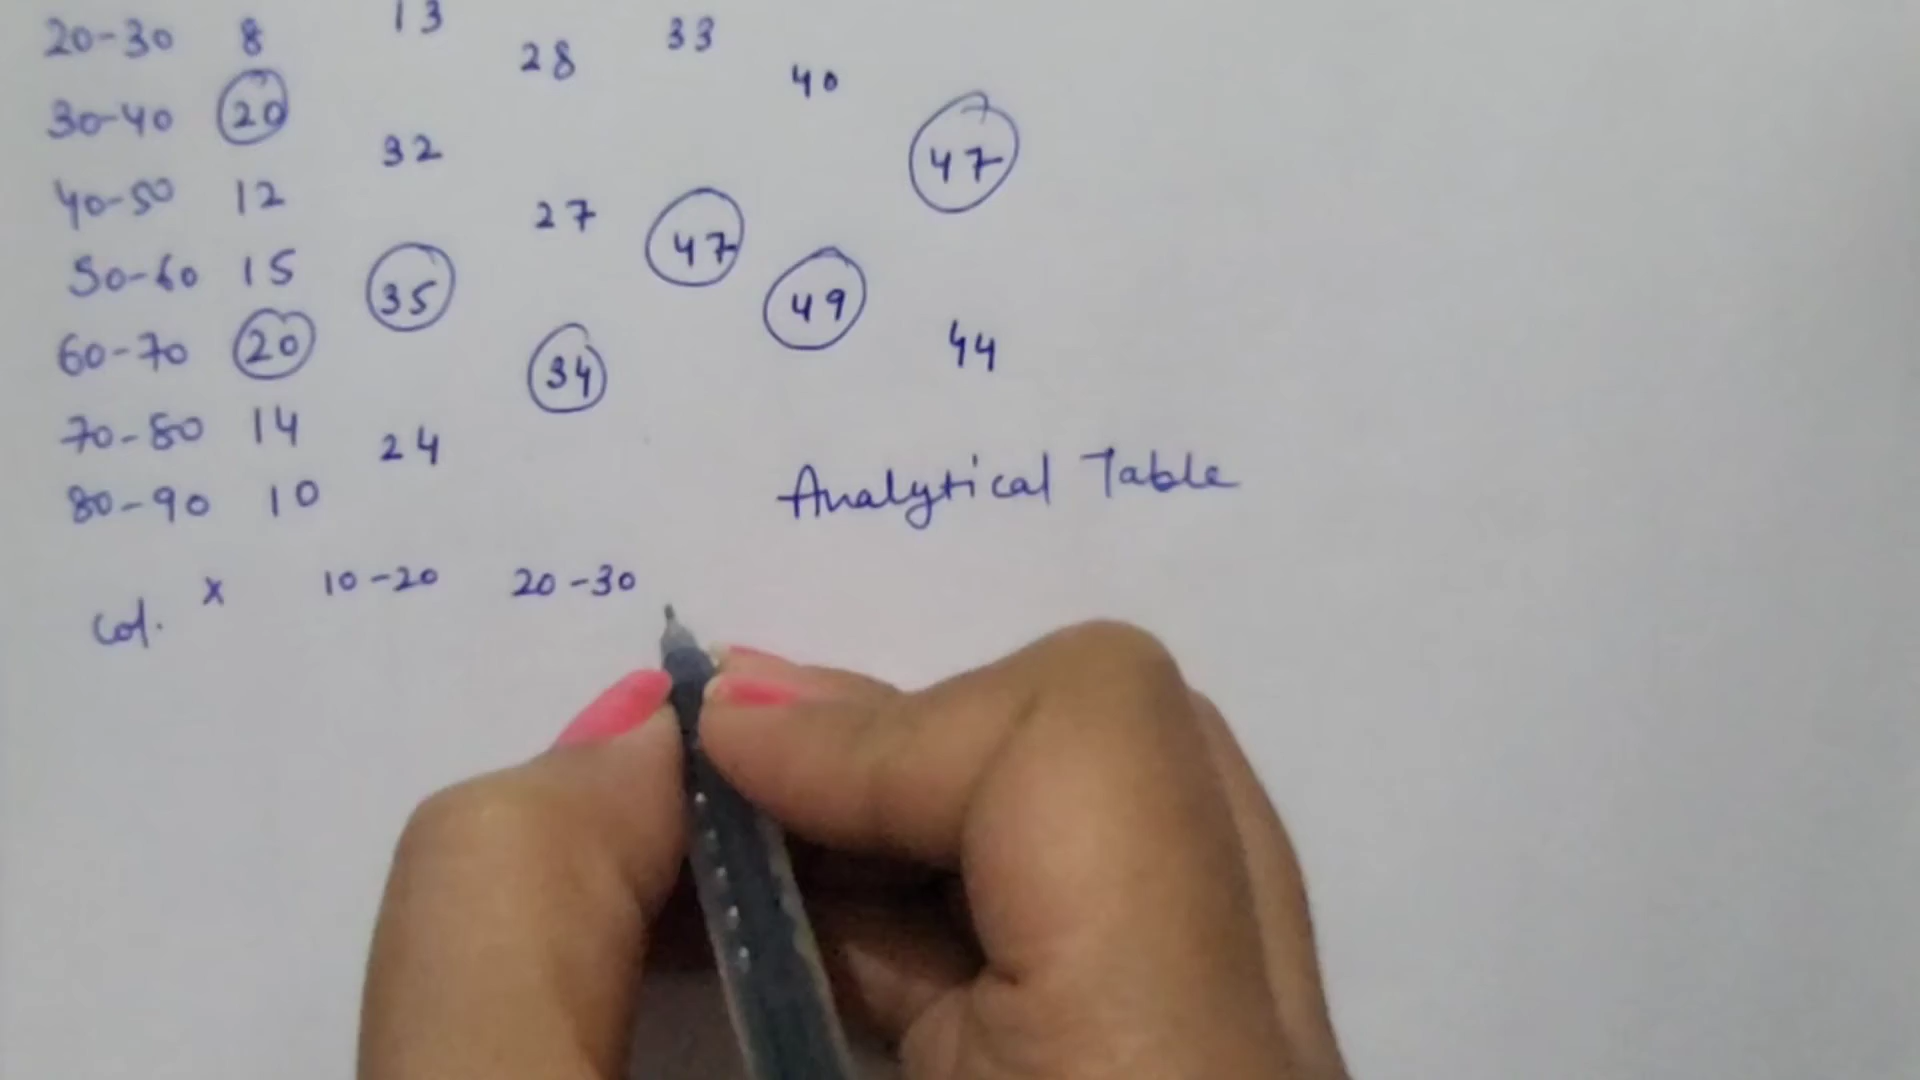 20-30 8 13 28 33
30-40 20 32 40 47
40-50 12 27 47
50-60 15 35 49
60-70 20 34 44
70-80 14 24
80-90 10 Analytical Table
Col. x 10-20 20-30